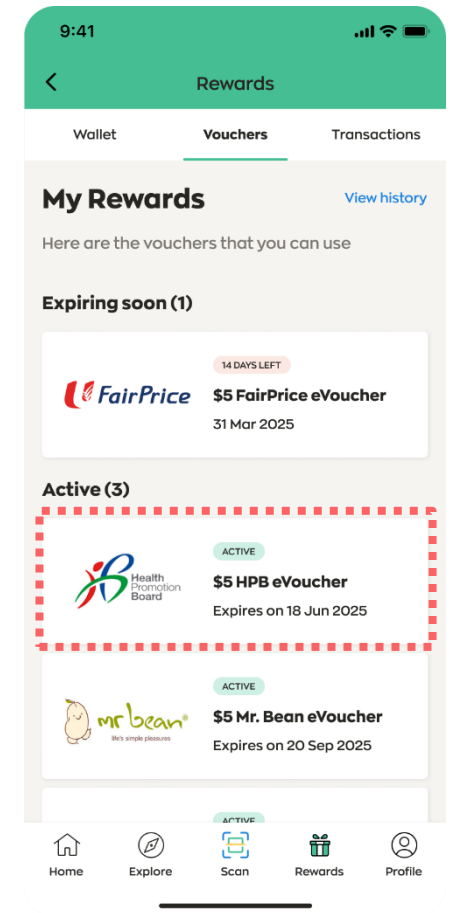 9:41
Rewards
Wallet Vouchers Transactions
My Rewards View history
Here are the vouchers that you can use
Expiring soon (1)
14 DAYS LEFT
FairPrice
$5 FairPrice eVoucher
31 Mar 2025
Active (3)
ACTIVE
Health
Promotion
Board
$5 HPB eVoucher
Expires on 18 Jun 2025
ACTIVE
mr bean®
life's simple pleasures
$5 Mr. Bean eVoucher
Expires on 20 Sep 2025
ACTIVE
Home Explore Scan Rewards Profile